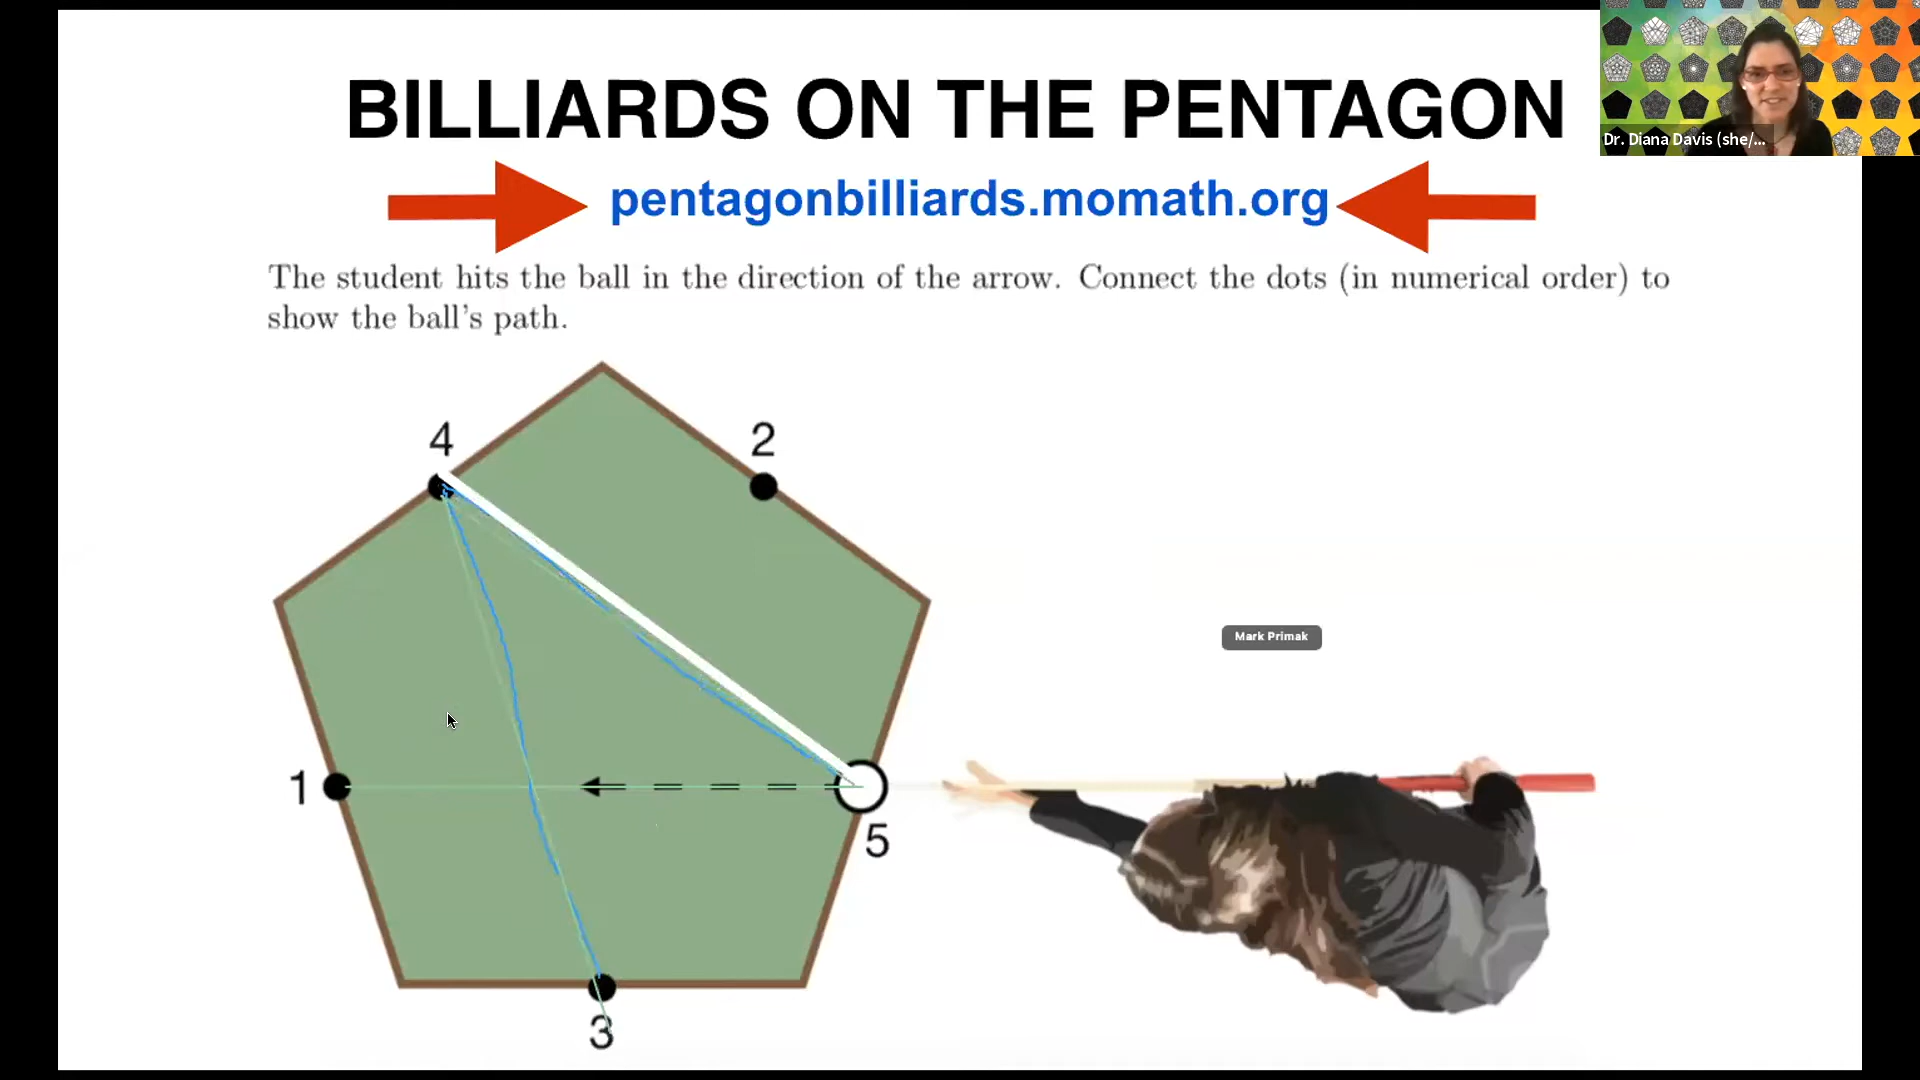 BILLIARDS ON THE PENTAGON
Dr. Diana Davis (she/...
pentagonbilliards.momath.org
The student hits the ball in the direction of the arrow. Connect the dots (in numerical order) to
show the ball's path.
4
2
Mark Primak
1
5
3